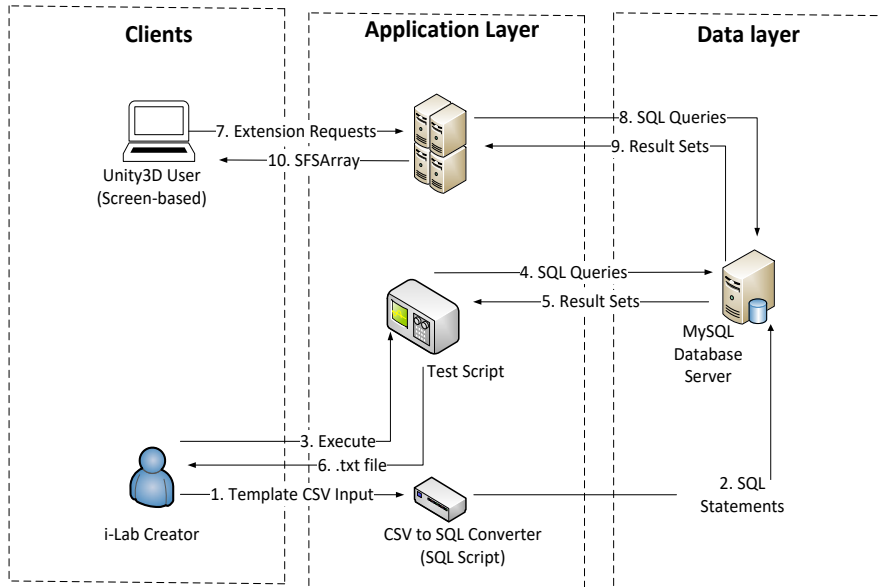 Clients
Application Layer
Data layer
7. Extension Requests
8. SQL Queries
9. Result Sets
10. SFSArray
Unity3D User
(Screen-based)
4. SQL Queries
5. Result Sets
MySQL
Database
Server
Test Script
3. Execute
6. .txt file
1. Template CSV Input
2. SQL
Statements
i-Lab Creator
CSV to SQL Converter
(SQL Script)